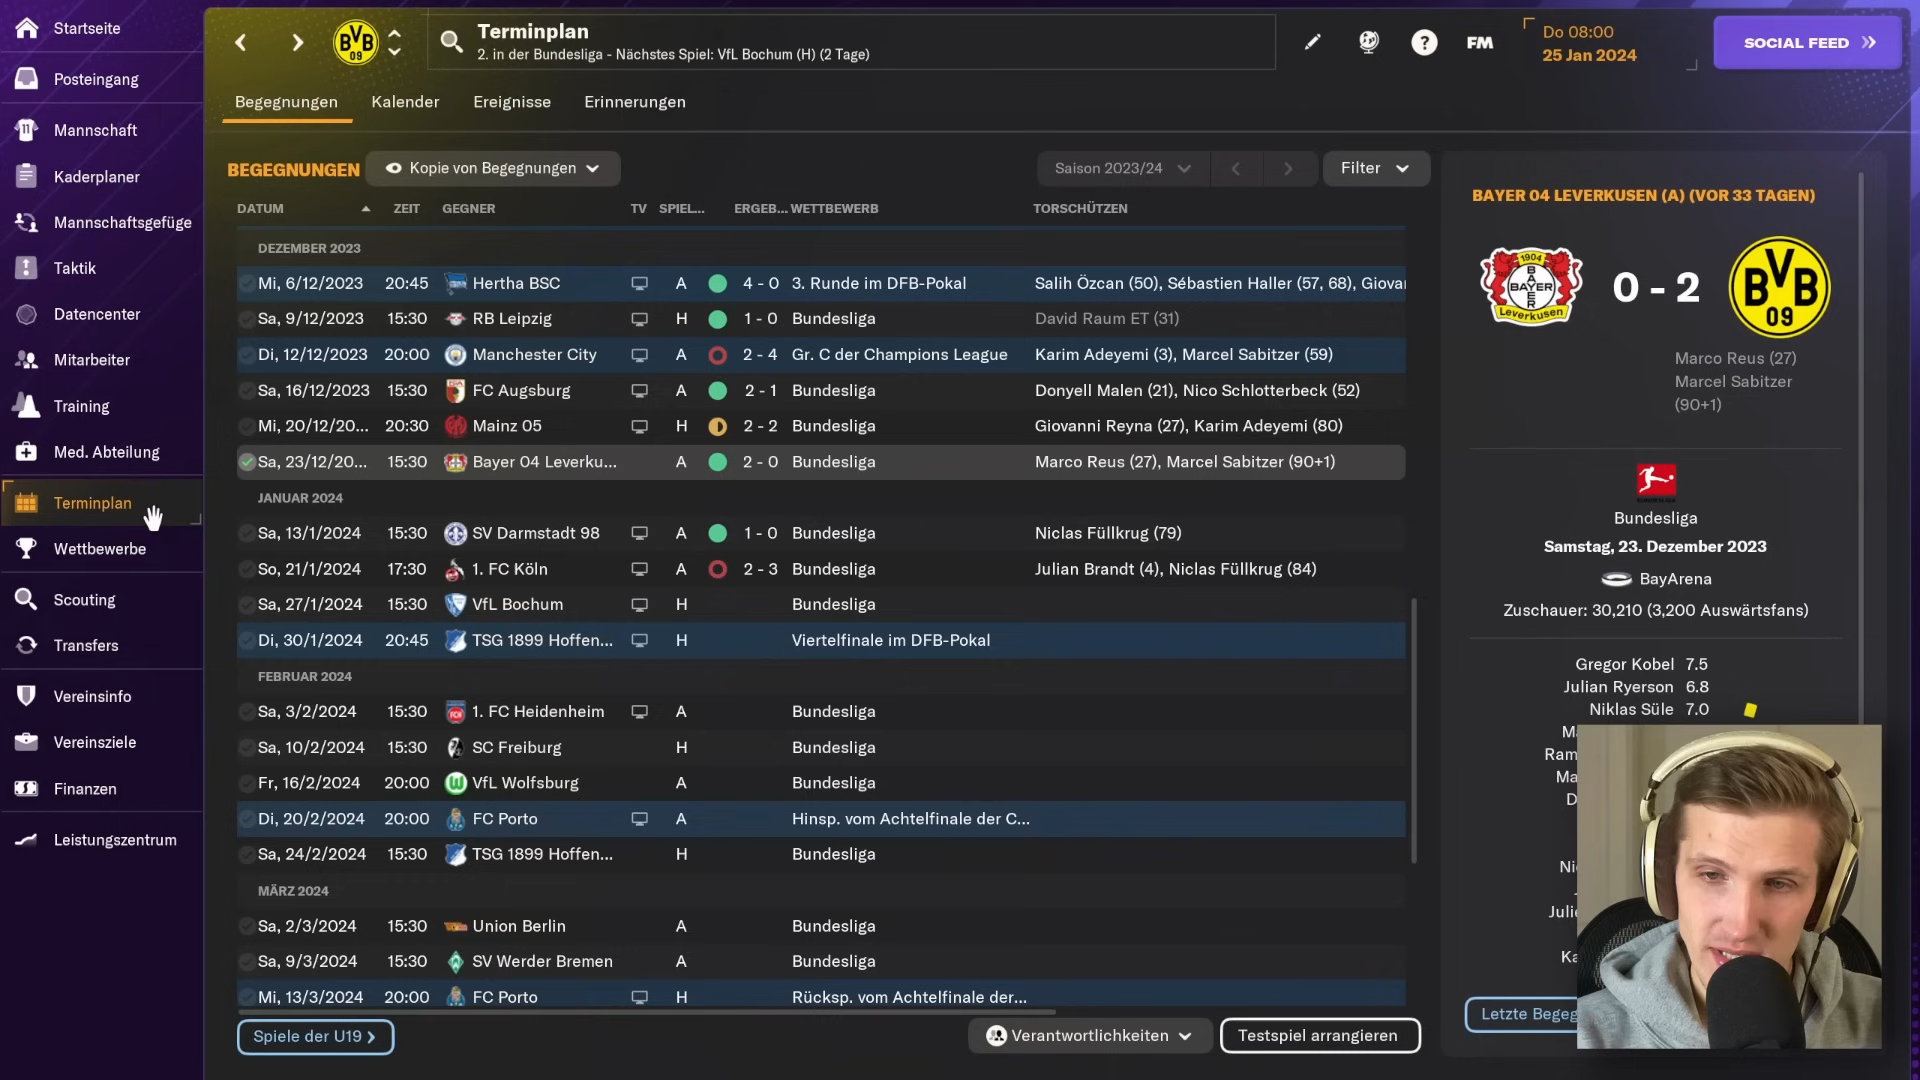 Startseite
Posteingang
Mannschaft
Kaderplaner
Mannschaftsgefüge
Taktik
Datencenter
Mitarbeiter
Training
Med. Abteilung
Terminplan
Wettbewerbe
Scouting
Transfers
Vereinsinfo
Vereinsziele
Finanzen
Leistungszentrum
BVB 09
Terminplan
2. in der Bundesliga - Nächstes Spiel: VfL Bochum (H) (2 Tage)
?
FM
Do 08:00
25 Jan 2024
SOCIAL FEED
Begegnungen Kalender Ereignisse Erinnerungen
BEGEGNUNGEN Kopie von Begegnungen Saison 2023/24 Filter
DATUM ZEIT GEGNER TV SPIEL... ERGEB... WETTBEWERB TORSCHÜTZEN
DEZEMBER 2023
Mi, 6/12/2023 20:45 Hertha BSC A 4 - 0 3. Runde im DFB-Pokal Salih Özcan (50), Sébastien Haller (57, 68), Giovan
Sa, 9/12/2023 15:30 RB Leipzig H 1 - 0 Bundesliga David Raum ET (31)
Di, 12/12/2023 20:00 Manchester City A 2 - 4 Gr. C der Champions League Karim Adeyemi (3), Marcel Sabitzer (59)
Sa, 16/12/2023 15:30 FC Augsburg A 2 - 1 Bundesliga Donyell Malen (21), Nico Schlotterbeck (52)
Mi, 20/12/20... 20:30 Mainz 05 H 2 - 2 Bundesliga Giovanni Reyna (27), Karim Adeyemi (80)
Sa, 23/12/20... 15:30 Bayer 04 Leverku... A 2 - 0 Bundesliga Marco Reus (27), Marcel Sabitzer (90+1)
JANUAR 2024
Sa, 13/1/2024 15:30 SV Darmstadt 98 A 1 - 0 Bundesliga Niclas Füllkrug (79)
So, 21/1/2024 17:30 1. FC Köln A 2 - 3 Bundesliga Julian Brandt (4), Niclas Füllkrug (84)
Sa, 27/1/2024 15:30 VfL Bochum H Bundesliga
Di, 30/1/2024 20:45 TSG 1899 Hoffen... H Viertelfinale im DFB-Pokal
FEBRUAR 2024
Sa, 3/2/2024 15:30 1. FC Heidenheim A Bundesliga
Sa, 10/2/2024 15:30 SC Freiburg H Bundesliga
Fr, 16/2/2024 20:00 VfL Wolfsburg A Bundesliga
Di, 20/2/2024 20:00 FC Porto A Hinsp. vom Achtelfinale der C...
Sa, 24/2/2024 15:30 TSG 1899 Hoffen... H Bundesliga
MÄRZ 2024
Sa, 2/3/2024 15:30 Union Berlin A Bundesliga
Sa, 9/3/2024 15:30 SV Werder Bremen A Bundesliga
Mi, 13/3/2024 20:00 FC Porto H Rücksp. vom Achtelfinale der...
Spiele der U19 Verantwortlichkeiten Testspiel arrangieren
BAYER 04 LEVERKUSEN (A) (VOR 33 TAGEN)
1904
BAYER
Leverkusen
0 - 2
BVB
09
Marco Reus (27)
Marcel Sabitzer
(90+1)
Bundesliga
Samstag, 23. Dezember 2023
BayArena
Zuschauer: 30,210 (3,200 Auswärtsfans)
Gregor Kobel 7.5
Julian Ryerson 6.8
Niklas Süle 7.0
Ma
Ram
Ma
D
Ni
Julie
Ka
Letzte Begeg